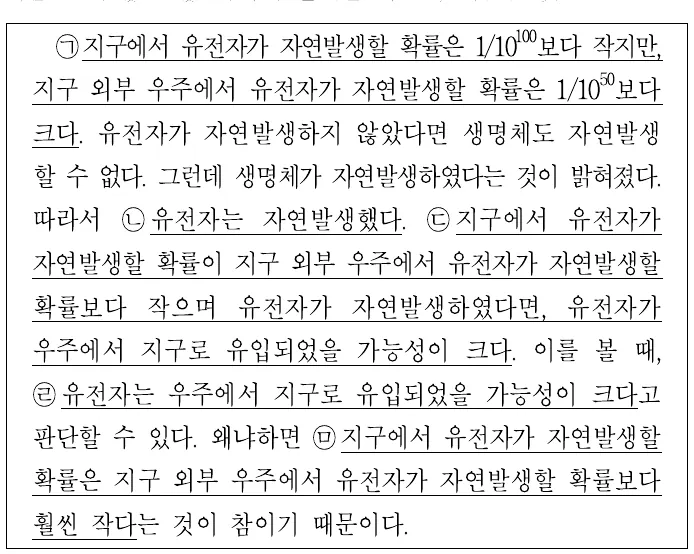 ㉠지구에서 유전자가 자연발생할 확률은 1/10¹⁰⁰보다 작지만,
지구 외부 우주에서 유전자가 자연발생할 확률은 1/10⁵⁰보다
크다. 유전자가 자연발생하지 않았다면 생명체도 자연발생
할 수 없다. 그런데 생명체가 자연발생하였다는 것이 밝혀졌다.
따라서 ㉡유전자는 자연발생했다. ㉢지구에서 유전자가
자연발생할 확률이 지구 외부 우주에서 유전자가 자연발생할
확률보다 작으며 유전자가 자연발생하였다면, 유전자가
우주에서 지구로 유입되었을 가능성이 크다. 이를 볼 때,
㉣유전자는 우주에서 지구로 유입되었을 가능성이 크다고
판단할 수 있다. 왜냐하면 ㉤지구에서 유전자가 자연발생할
확률은 지구 외부 우주에서 유전자가 자연발생할 확률보다
훨씬 작다는 것이 참이기 때문이다.